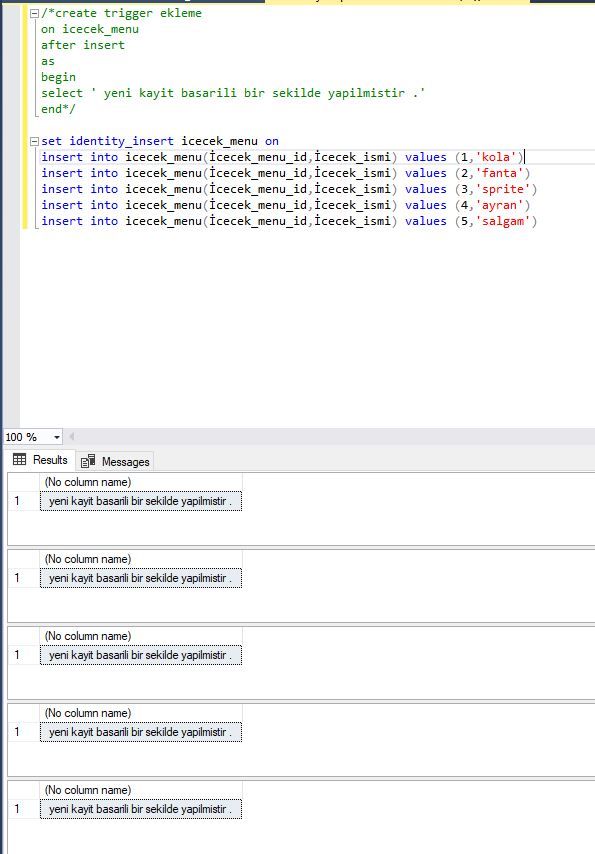 /*create trigger ekleme
on icecek_menu
after insert
as
begin
select ' yeni kayit basarili bir sekilde yapilmistir .'
end*/
set identity_insert icecek_menu on
insert into icecek_menu(İcecek_menu_id,İcecek_ismi) values (1,'kola')
insert into icecek_menu(İcecek_menu_id,İcecek_ismi) values (2,'fanta')
insert into icecek_menu(İcecek_menu_id,İcecek_ismi) values (3,'sprite')
insert into icecek_menu(İcecek_menu_id,İcecek_ismi) values (4,'ayran')
insert into icecek_menu(İcecek_menu_id,İcecek_ismi) values (5,'salgam')
100 %
Results Messages
(No column name)
1 yeni kayit basarili bir sekilde yapilmistir .
(No column name)
1 yeni kayit basarili bir sekilde yapilmistir .
(No column name)
1 yeni kayit basarili bir sekilde yapilmistir .
(No column name)
1 yeni kayit basarili bir sekilde yapilmistir .
(No column name)
1 yeni kayit basarili bir sekilde yapilmistir .